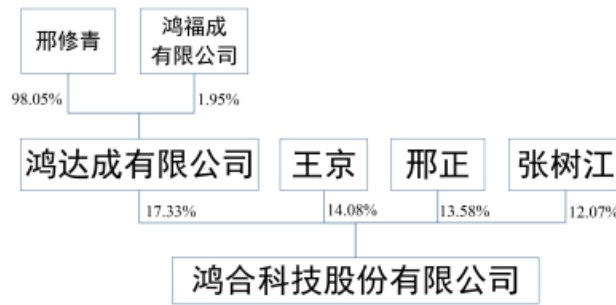 邢修青
鸿福成
有限公司
98.05%
1.95%
鸿达成有限公司
王京
邢正
张树江
17.33%
14.08%
13.58%
12.07%
鸿合科技股份有限公司